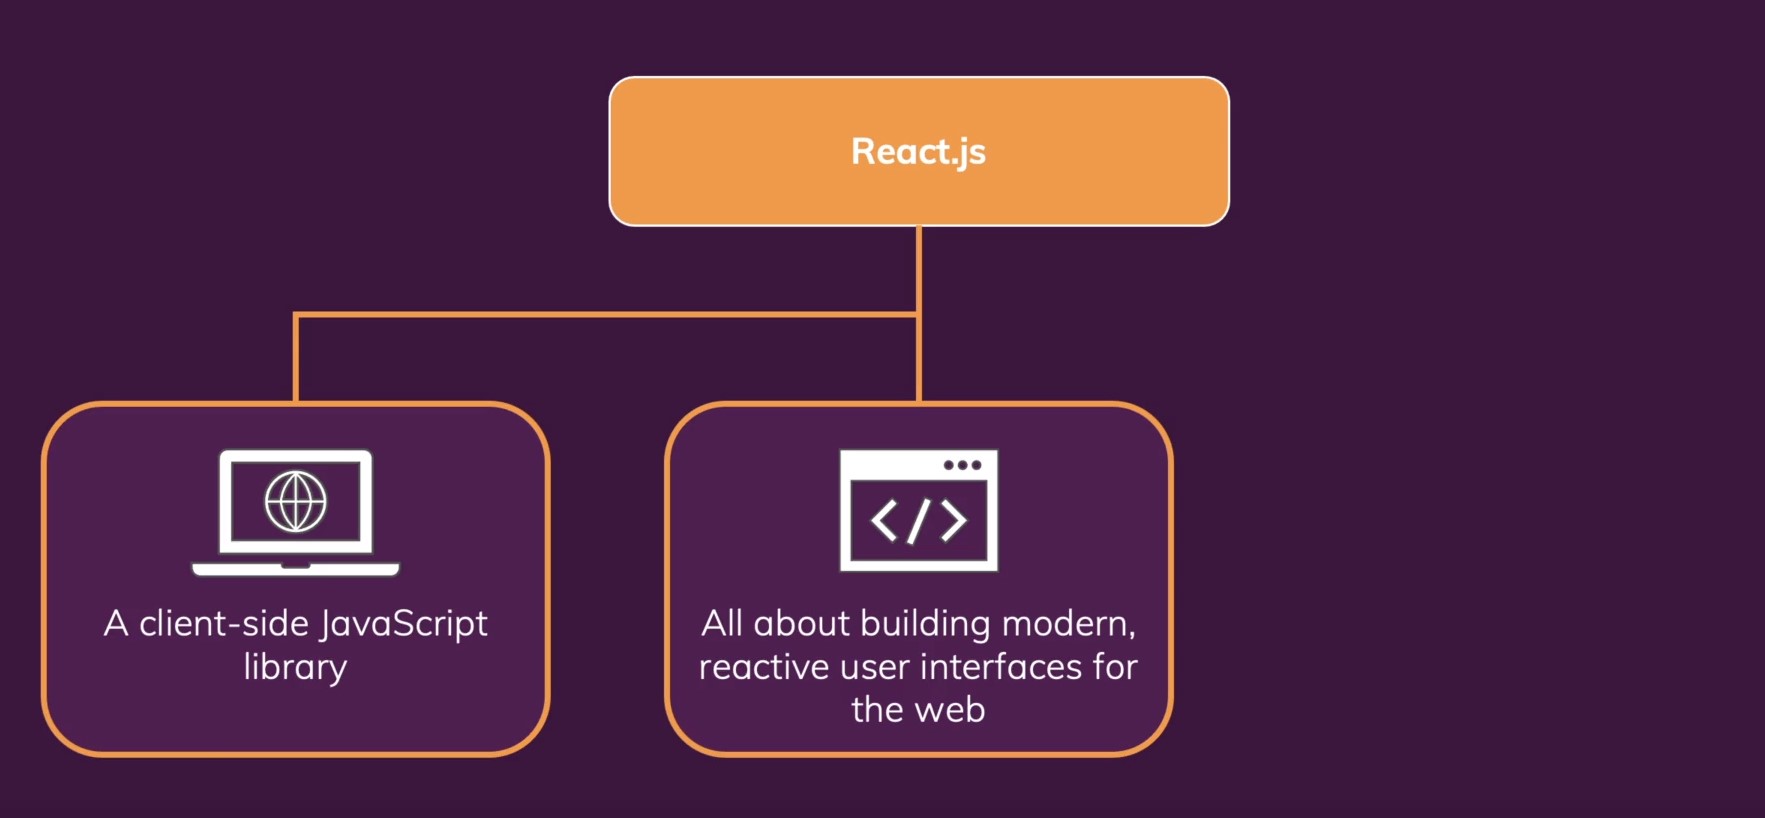 React.js
A client-side JavaScript
library
All about building modern,
reactive user interfaces for
the web